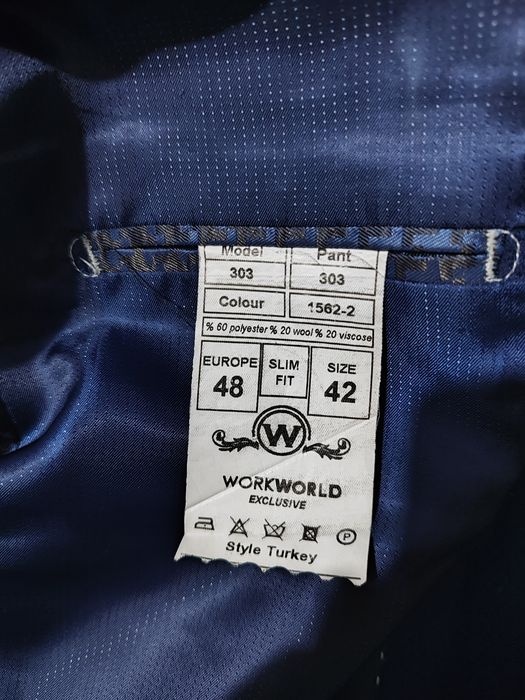 Model Pant
303 303
Colour 1562-2
% 60 polyester % 20 wool % 20 viscose
EUROPE 48 SLIM FIT SIZE 42
W
WORKWORLD
EXCLUSIVE
P
Style Turkey